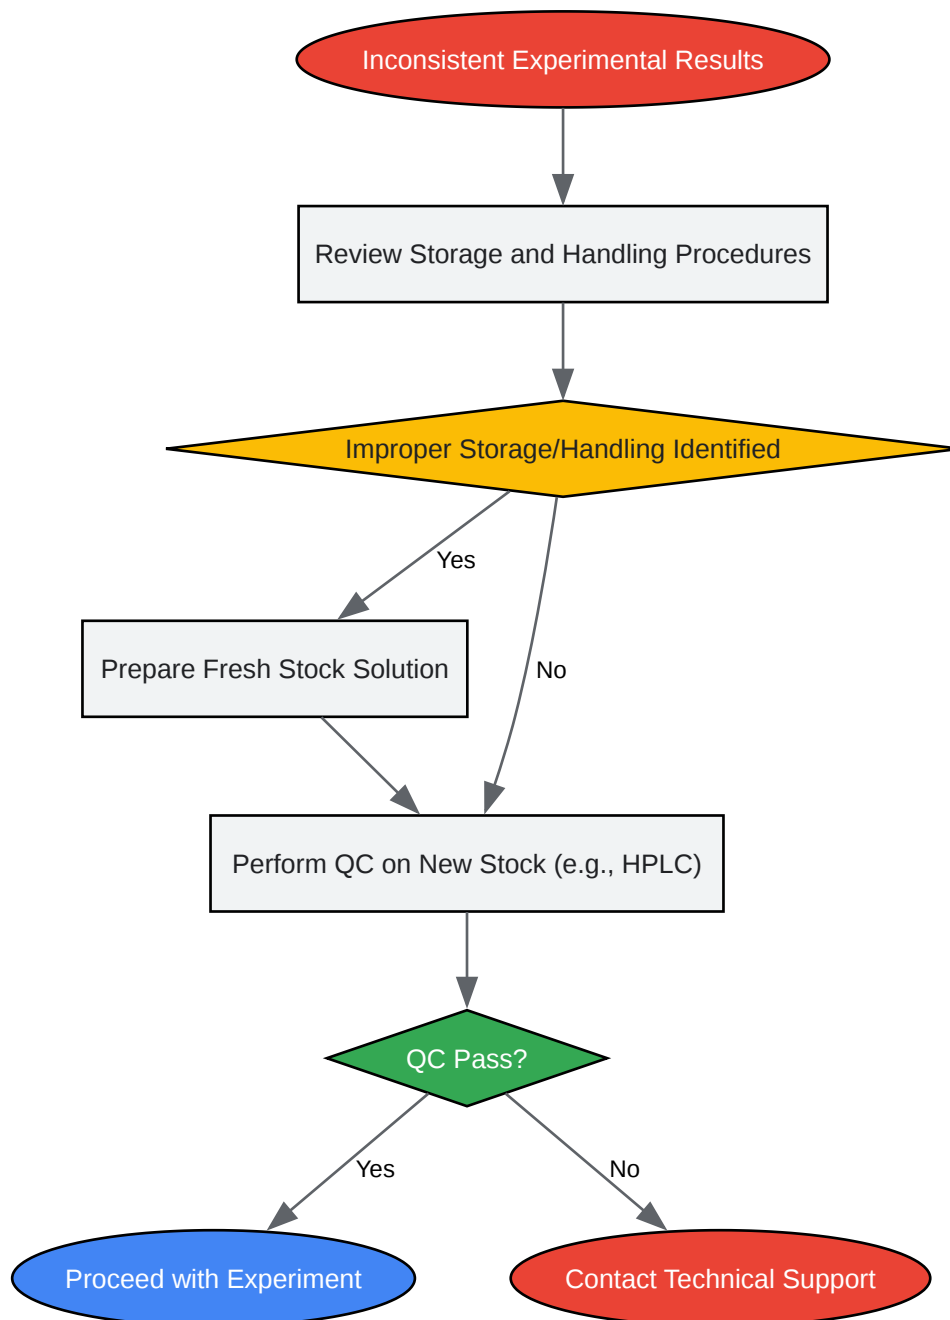 Inconsistent Experimental Results
Review Storage and Handling Procedures
Improper Storage/Handling Identified
Yes
Prepare Fresh Stock Solution
No
Perform QC on New Stock (e.g., HPLC)
QC Pass?
Yes
No
Proceed with Experiment
Contact Technical Support